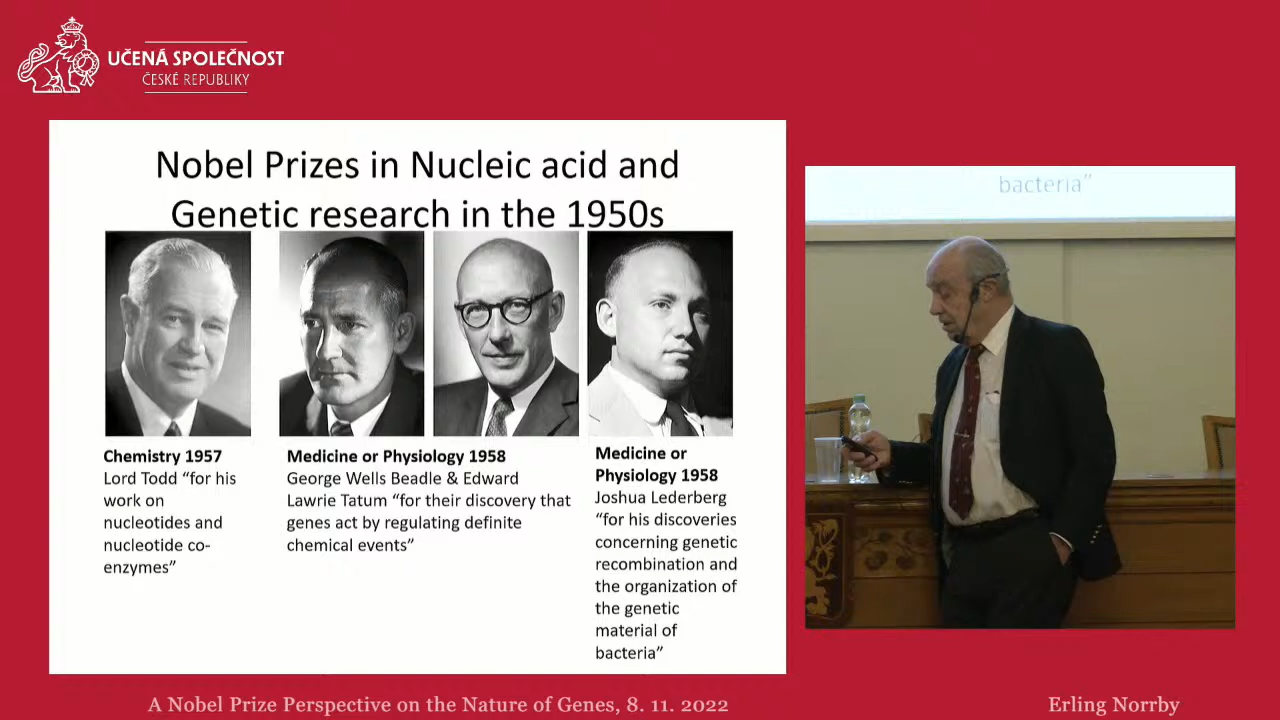 UČENÁ SPOLEČNOST
ČESKÉ REPUBLIKY
Nobel Prizes in Nucleic acid and
Genetic research in the 1950s
Chemistry 1957
Lord Todd “for his
work on
nucleotides and
nucleotide co-
enzymes”
Medicine or Physiology 1958
George Wells Beadle & Edward
Lawrie Tatum “for their discovery that
genes act by regulating definite
chemical events”
Medicine or
Physiology 1958
Joshua Lederberg
“for his discoveries
concerning genetic
recombination and
the organization of
the genetic
material of
bacteria”
bacteria”
A Nobel Prize Perspective on the Nature of Genes, 8. 11. 2022
Erling Norrby